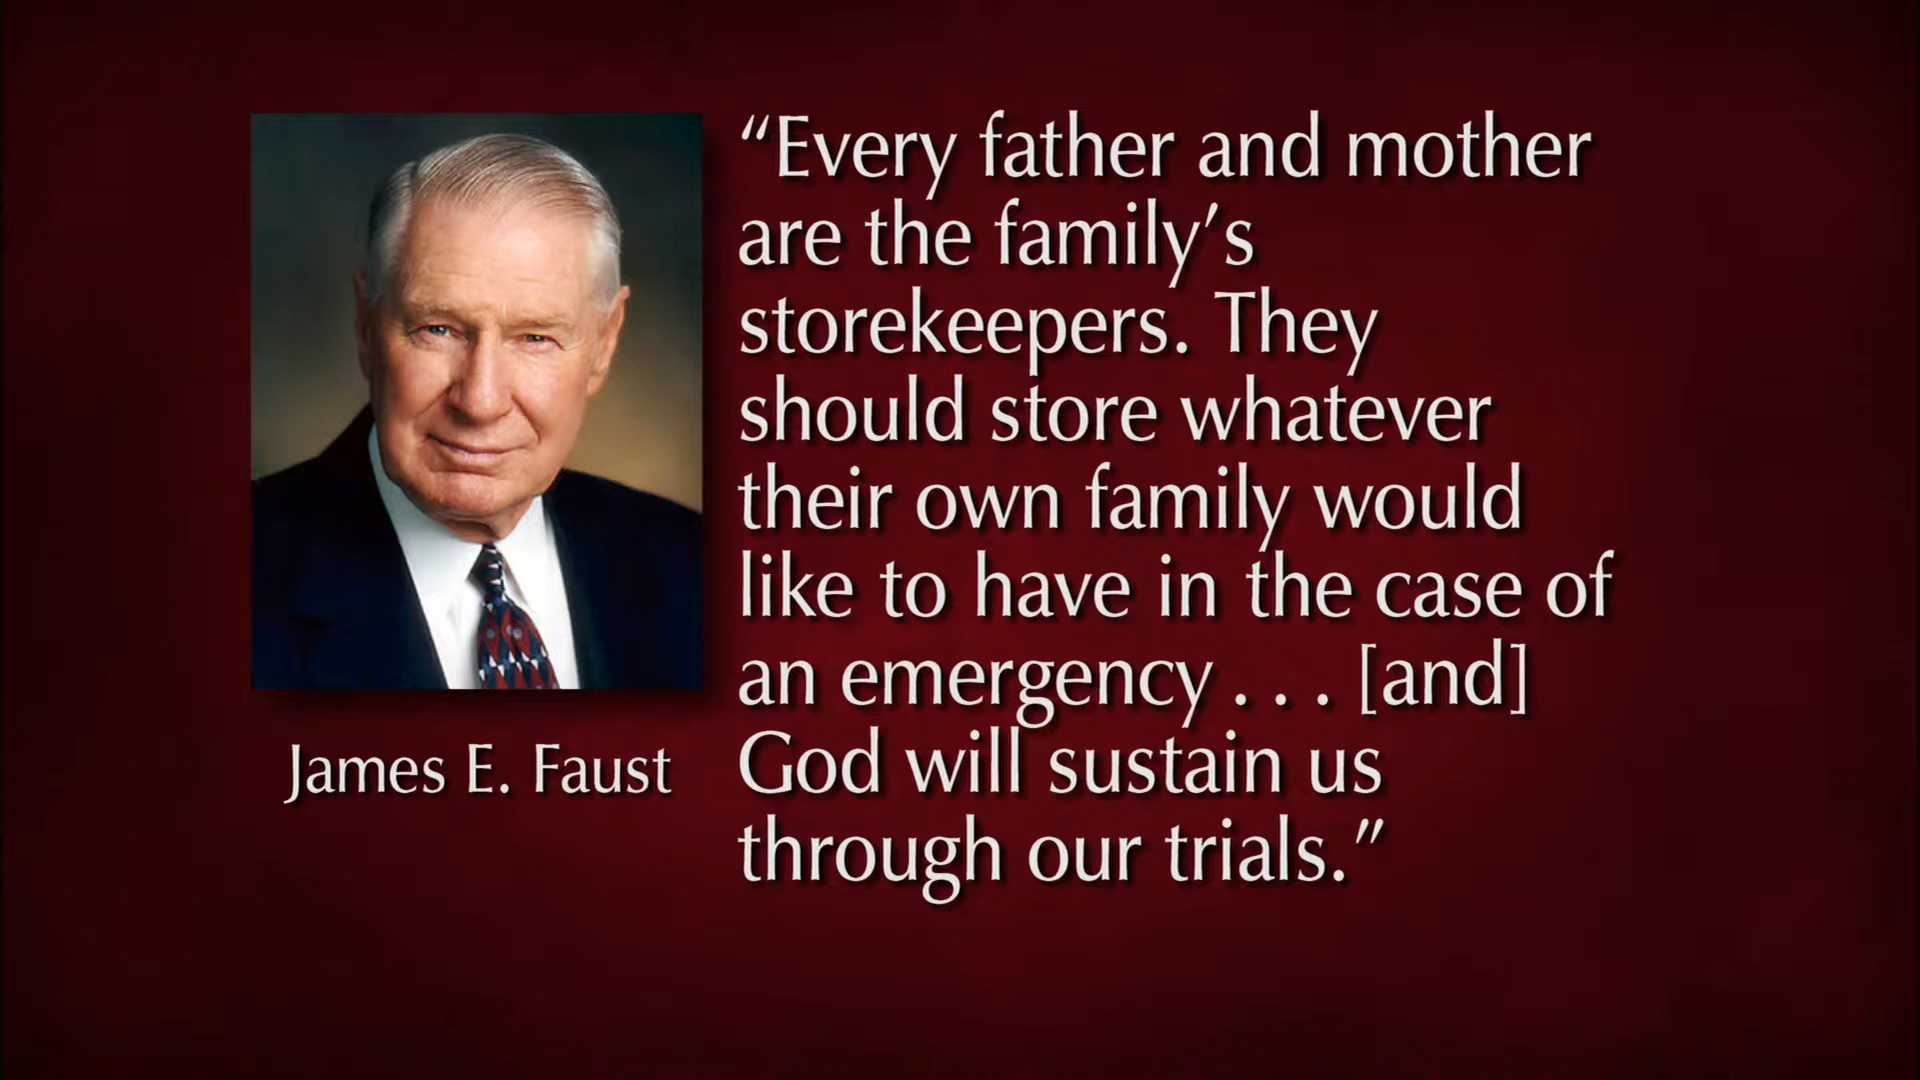 “Every father and mother
are the family’s
storekeepers. They
should store whatever
their own family would
like to have in the case of
an emergency . . . [and]
God will sustain us
through our trials.”
James E. Faust